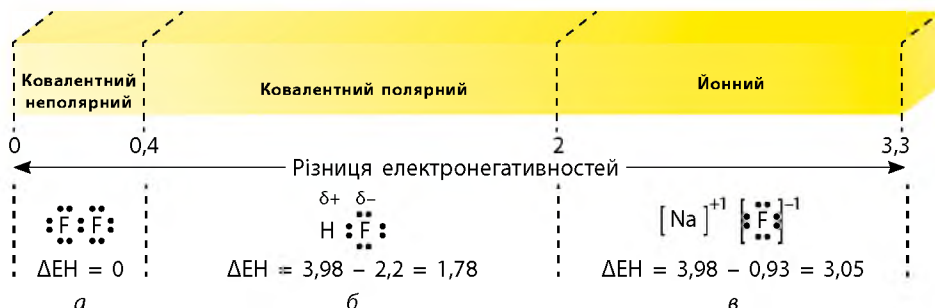 Ковалентний
неполярний
Ковалентний полярний
Йонний
0
0,4
2
3,3
Різниця електронегативностей
F F
δ+ δ−
H F
[Na]+1 [F]−1
ΔЕН = 0
ΔЕН = 3,98 − 2,2 = 1,78
ΔЕН = 3,98 − 0,93 = 3,05
а
б
в